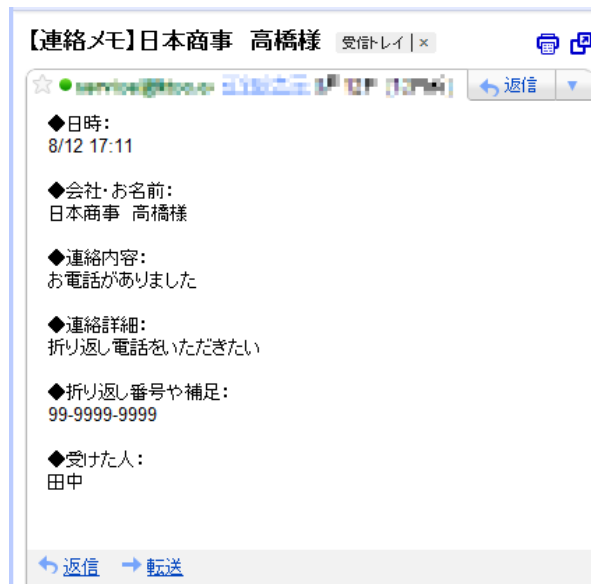 【連絡メモ】日本商事 高橋様 受信トレイ | ×
返信
◆日時：
8/12 17:11
◆会社・お名前：
日本商事 高橋様
◆連絡内容：
お電話がありました
◆連絡詳細：
折り返し電話をいただきたい
◆折り返し番号や補足：
99-9999-9999
◆受けた人：
田中
返信 転送